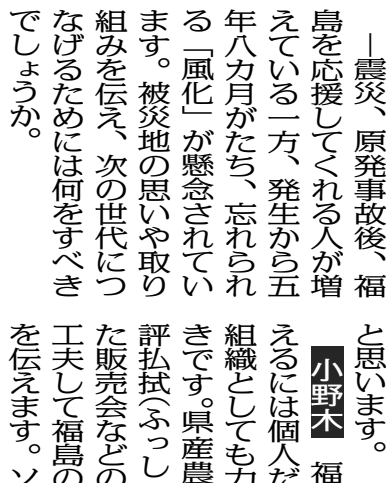 ―震災、原発事故後、福
島を応援してくれる人が増
えている一方、発生から五
年八カ月がたち、忘れられ
る「風化」が懸念されてい
ます。被災地の思いや取り
組みを伝え、次の世代につ
なげるためには何をすべき
でしょうか。
と思います。
小野木 福
えるには個人だ
組織としても力
きです。県産農
評払拭(ふっし
た販売会などの
工夫して福島の
を伝えます。ソ